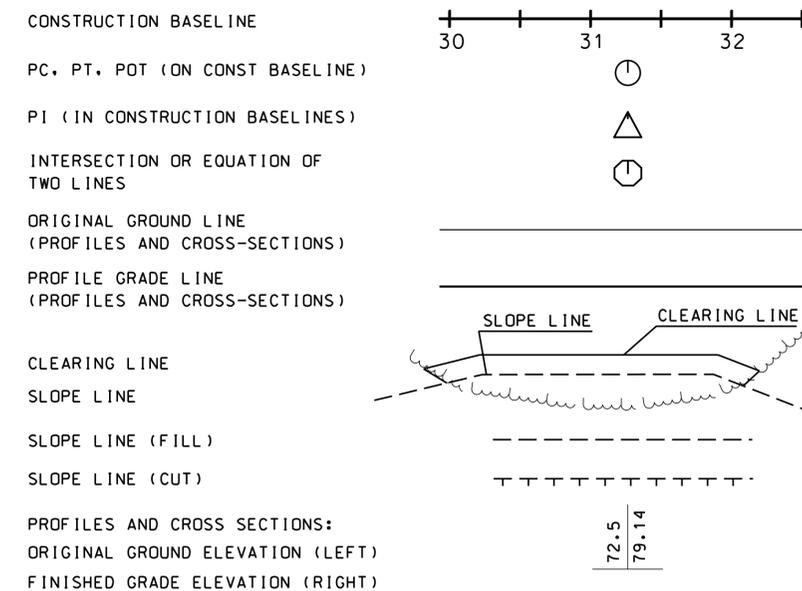 CONSTRUCTION BASELINE
30 31 32
PC, PT, POT (ON CONST BASELINE)
PI (IN CONSTRUCTION BASELINES)
INTERSECTION OR EQUATION OF
TWO LINES
ORIGINAL GROUND LINE
(PROFILES AND CROSS-SECTIONS)
PROFILE GRADE LINE
(PROFILES AND CROSS-SECTIONS)
SLOPE LINE
CLEARING LINE
CLEARING LINE
SLOPE LINE
SLOPE LINE (FILL)
SLOPE LINE (CUT)
PROFILES AND CROSS SECTIONS:
ORIGINAL GROUND ELEVATION (LEFT)
FINISHED GRADE ELEVATION (RIGHT)
72.5
79.14